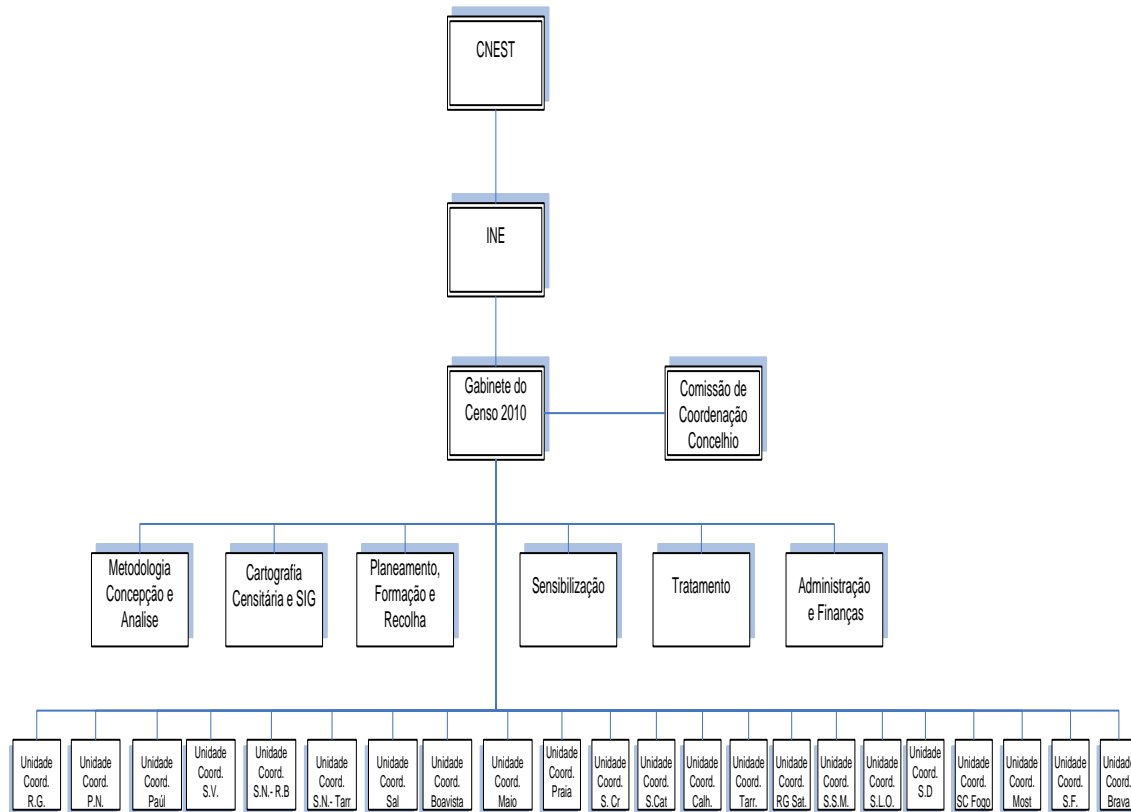 CNEST
INE
Gabinete do
Censo 2010
Comissão de
Coordenação
Concelhio
Metodologia
Concepção e
Analise
Cartografia
Censitária e SIG
Planeamento,
Formação e
Recolha
Sensibilização
Tratamento
Administração
e Finanças
Unidade
Coord.
R.G.
Unidade
Coord.
P.N.
Unidade
Coord.
Paúl
Unidade
Coord.
S.V.
Unidade
Coord.
S.N.- R.B
Unidade
Coord.
S.N.- Tarr
Unidade
Coord.
Sal
Unidade
Coord.
Boavista
Unidade
Coord.
Maio
Unidade
Coord.
Praia
Unidade
Coord.
S. Cr
Unidade
Coord.
S.Cat
Unidade
Coord.
Calh.
Unidade
Coord.
Tarr.
Unidade
Coord.
RG Sat.
Unidade
Coord.
S.S.M.
Unidade
Coord.
S.L.O.
Unidade
Coord.
S.D
Unidade
Coord.
SC Fogo
Unidade
Coord.
Most
Unidade
Coord.
S.F.
Unidade
Coord.
Brava